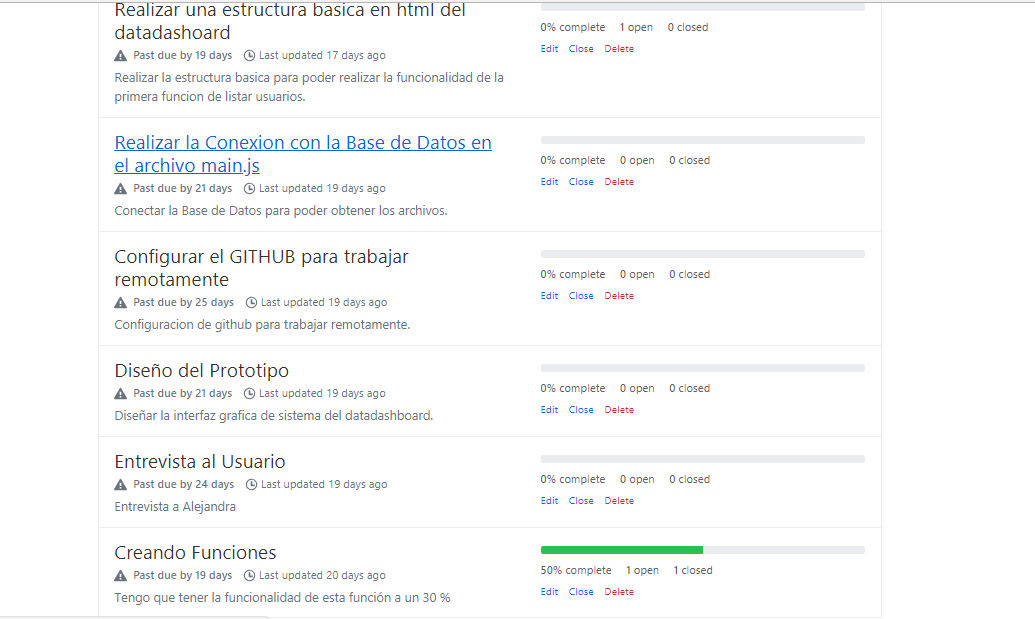 Realizar una estructura basica en html del
datadashoard
Past due by 19 days Last updated 17 days ago
Realizar la estructura basica para poder realizar la funcionalidad de la
primera funcion de listar usuarios.
0% complete 1 open 0 closed
Edit Close Delete
Realizar la Conexion con la Base de Datos en
el archivo main.js
Past due by 21 days Last updated 19 days ago
Conectar la Base de Datos para poder obtener los archivos.
0% complete 0 open 0 closed
Edit Close Delete
Configurar el GITHUB para trabajar
remotamente
Past due by 25 days Last updated 19 days ago
Configuracion de github para trabajar remotamente.
0% complete 0 open 0 closed
Edit Close Delete
Diseño del Prototipo
Past due by 21 days Last updated 19 days ago
Diseñar la interfaz grafica de sistema del datadashboard.
0% complete 0 open 0 closed
Edit Close Delete
Entrevista al Usuario
Past due by 24 days Last updated 19 days ago
Entrevista a Alejandra
0% complete 0 open 0 closed
Edit Close Delete
Creando Funciones
Past due by 19 days Last updated 20 days ago
Tengo que tener la funcionalidad de esta función a un 30 %
50% complete 1 open 1 closed
Edit Close Delete